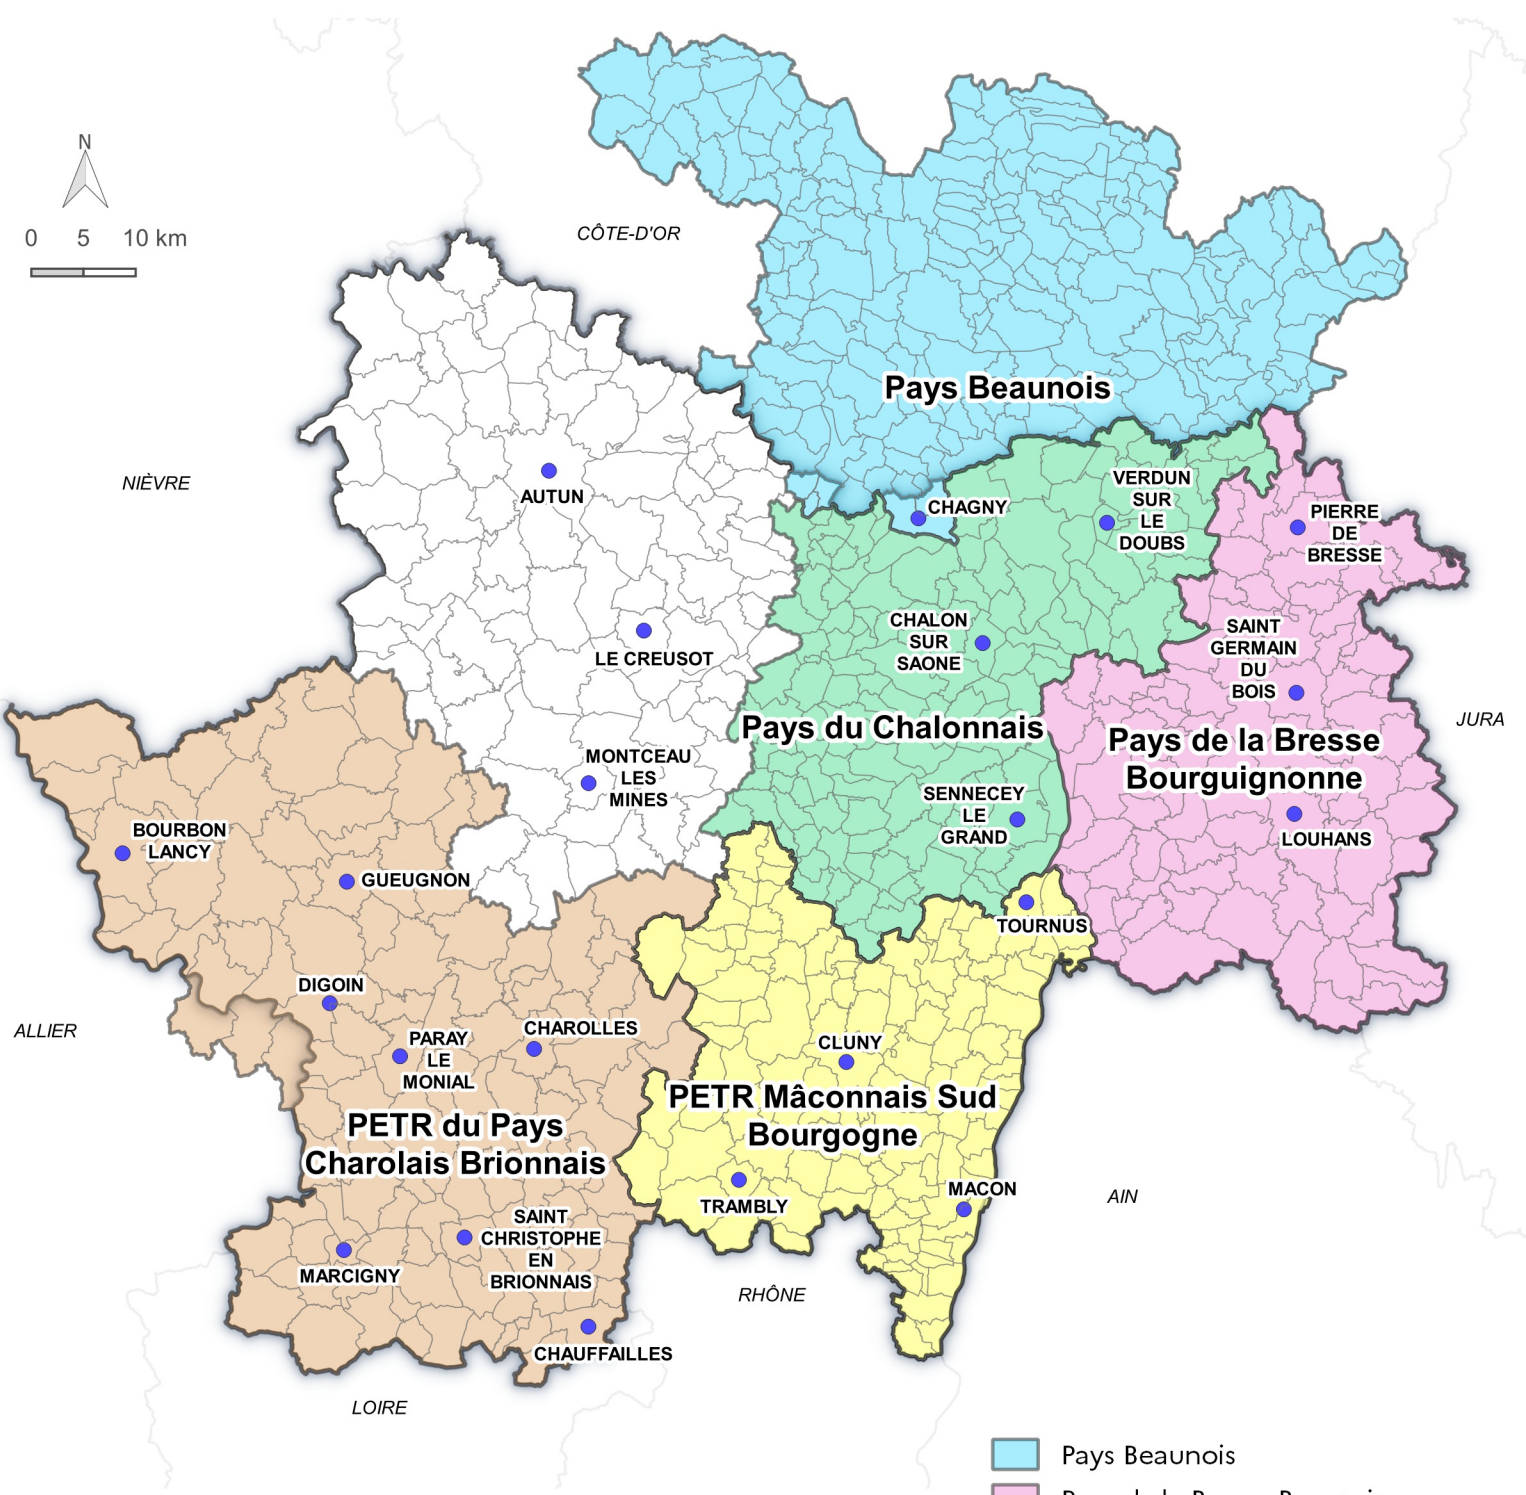 N
0 5 10 km
CÔTE-D'OR
Pays Beaunois
NIÈVRE
AUTUN
CHAGNY
VERDUN
SUR
LE
DOUBS
PIERRE
DE
BRESSE
LE CREUSOT
CHALON
SUR
SAONE
SAINT
GERMAIN
DU
BOIS
JURA
Pays du Chalonnais
Pays de la Bresse
Bourguignonne
MONTCEAU
LES
MINES
SENNECEY
LE
GRAND
LOUHANS
BOURBON
LANCY
GUEUGNON
TOURNUS
DIGOIN
ALLIER
PARAY
LE
MONIAL
CHAROLLES
CLUNY
PETR du Pays
Charolais Brionnais
PETR Mâconnais Sud
Bourgogne
TRAMBLY
MACON
AIN
SAINT
CHRISTOPHE
EN
BRIONNAIS
MARCIGNY
RHÔNE
CHAUFFAILLES
LOIRE
Pays Beaunois